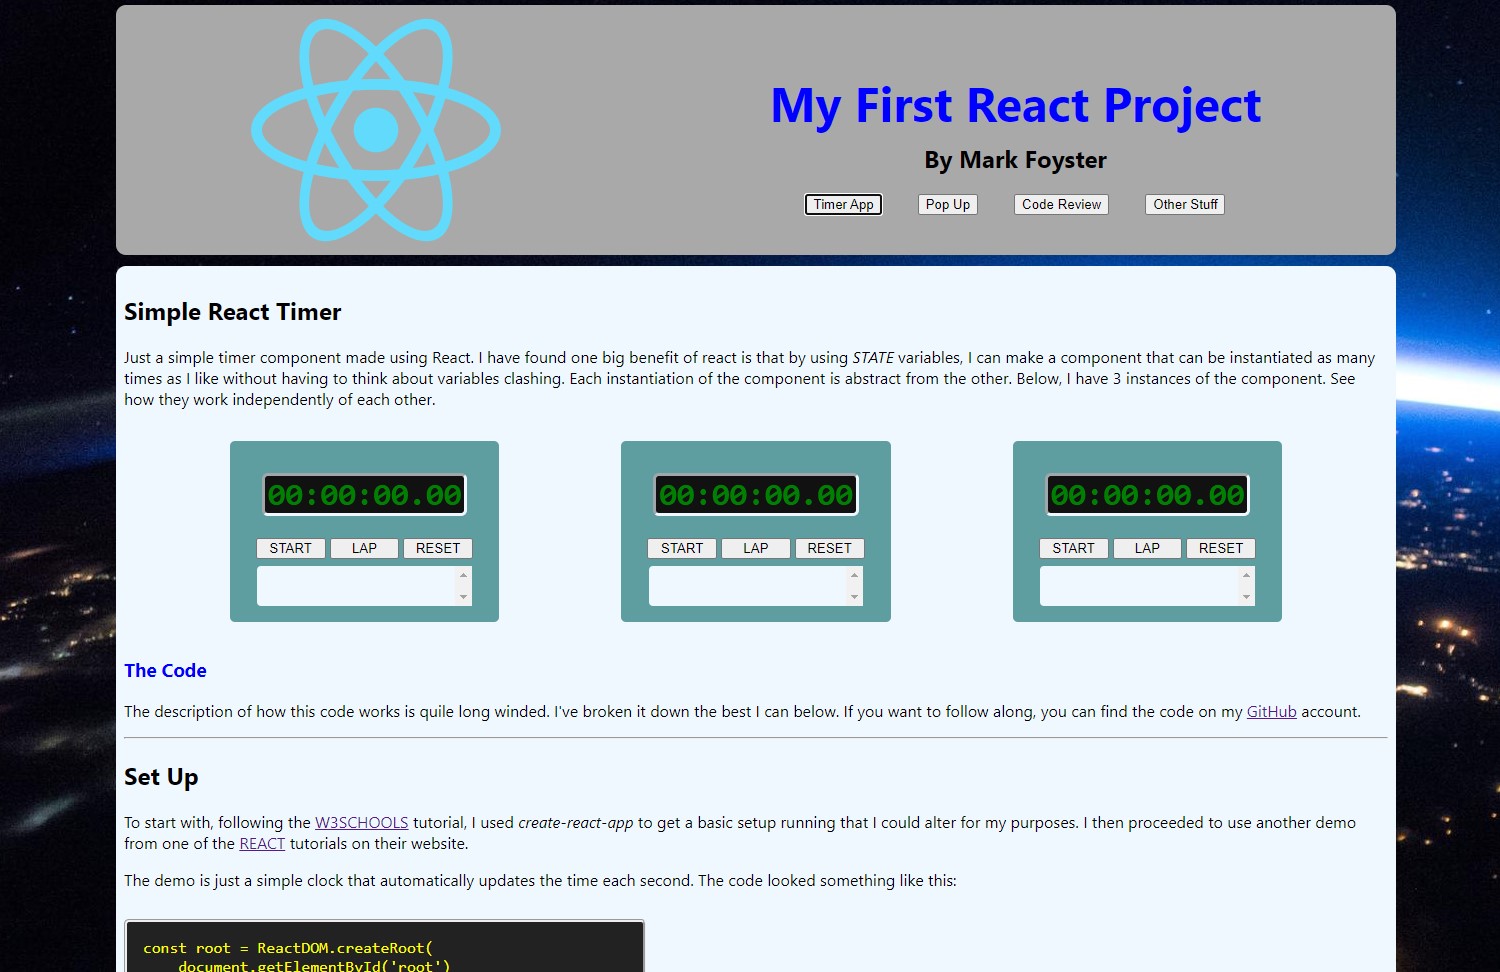 My First React Project
By Mark Foyster
Timer App Pop Up Code Review Other Stuff
Simple React Timer
Just a simple timer component made using React. I have found one big benefit of react is that by using STATE variables, I can make a component that can be instantiated as many
times as I like without having to think about variables clashing. Each instantiation of the component is abstract from the other. Below, I have 3 instances of the component. See
how they work independently of each other.
00:00:00.00 00:00:00.00 00:00:00.00
START LAP RESET START LAP RESET START LAP RESET
The Code
The description of how this code works is quile long winded. I've broken it down the best I can below. If you want to follow along, you can find the code on my GitHub account.
Set Up
To start with, following the W3SCHOOLS tutorial, I used create-react-app to get a basic setup running that I could alter for my purposes. I then proceeded to use another demo
from one of the REACT tutorials on their website.
The demo is just a simple clock that automatically updates the time each second. The code looked something like this:
const root = ReactDOM.createRoot(
document.getElementById('root')